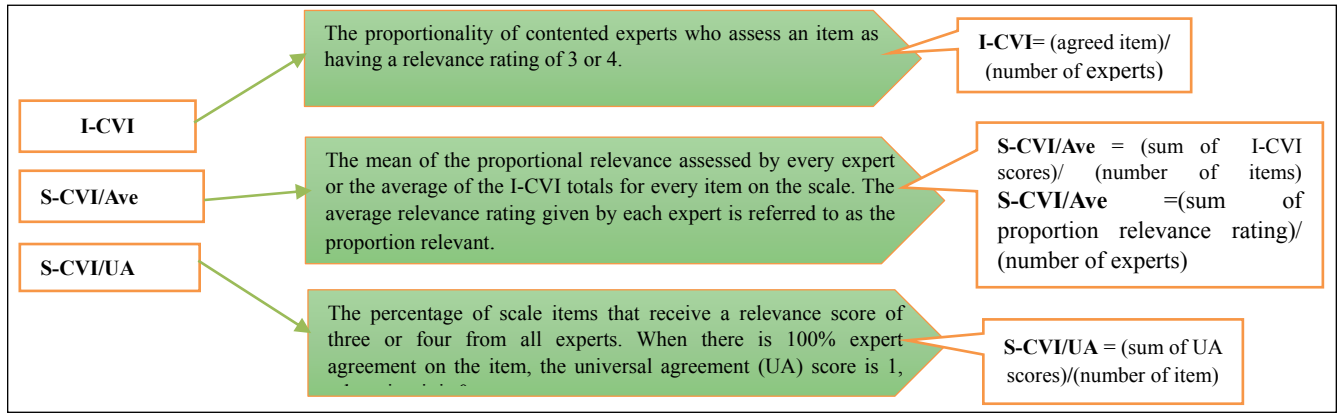 I-CVI
The proportionality of contented experts who assess an item as
having a relevance rating of 3 or 4.
I-CVI= (agreed item)/
(number of experts)
S-CVI/Ave
The mean of the proportional relevance assessed by every expert
or the average of the I-CVI totals for every item on the scale. The
average relevance rating given by each expert is referred to as the
proportion relevant.
S-CVI/Ave = (sum of I-CVI
scores)/ (number of items)
S-CVI/Ave =(sum of
proportion relevance rating)/
(number of experts)
S-CVI/UA
The percentage of scale items that receive a relevance score of
three or four from all experts. When there is 100% expert
agreement on the item, the universal agreement (UA) score is 1,
S-CVI/UA = (sum of UA
scores)/(number of item)